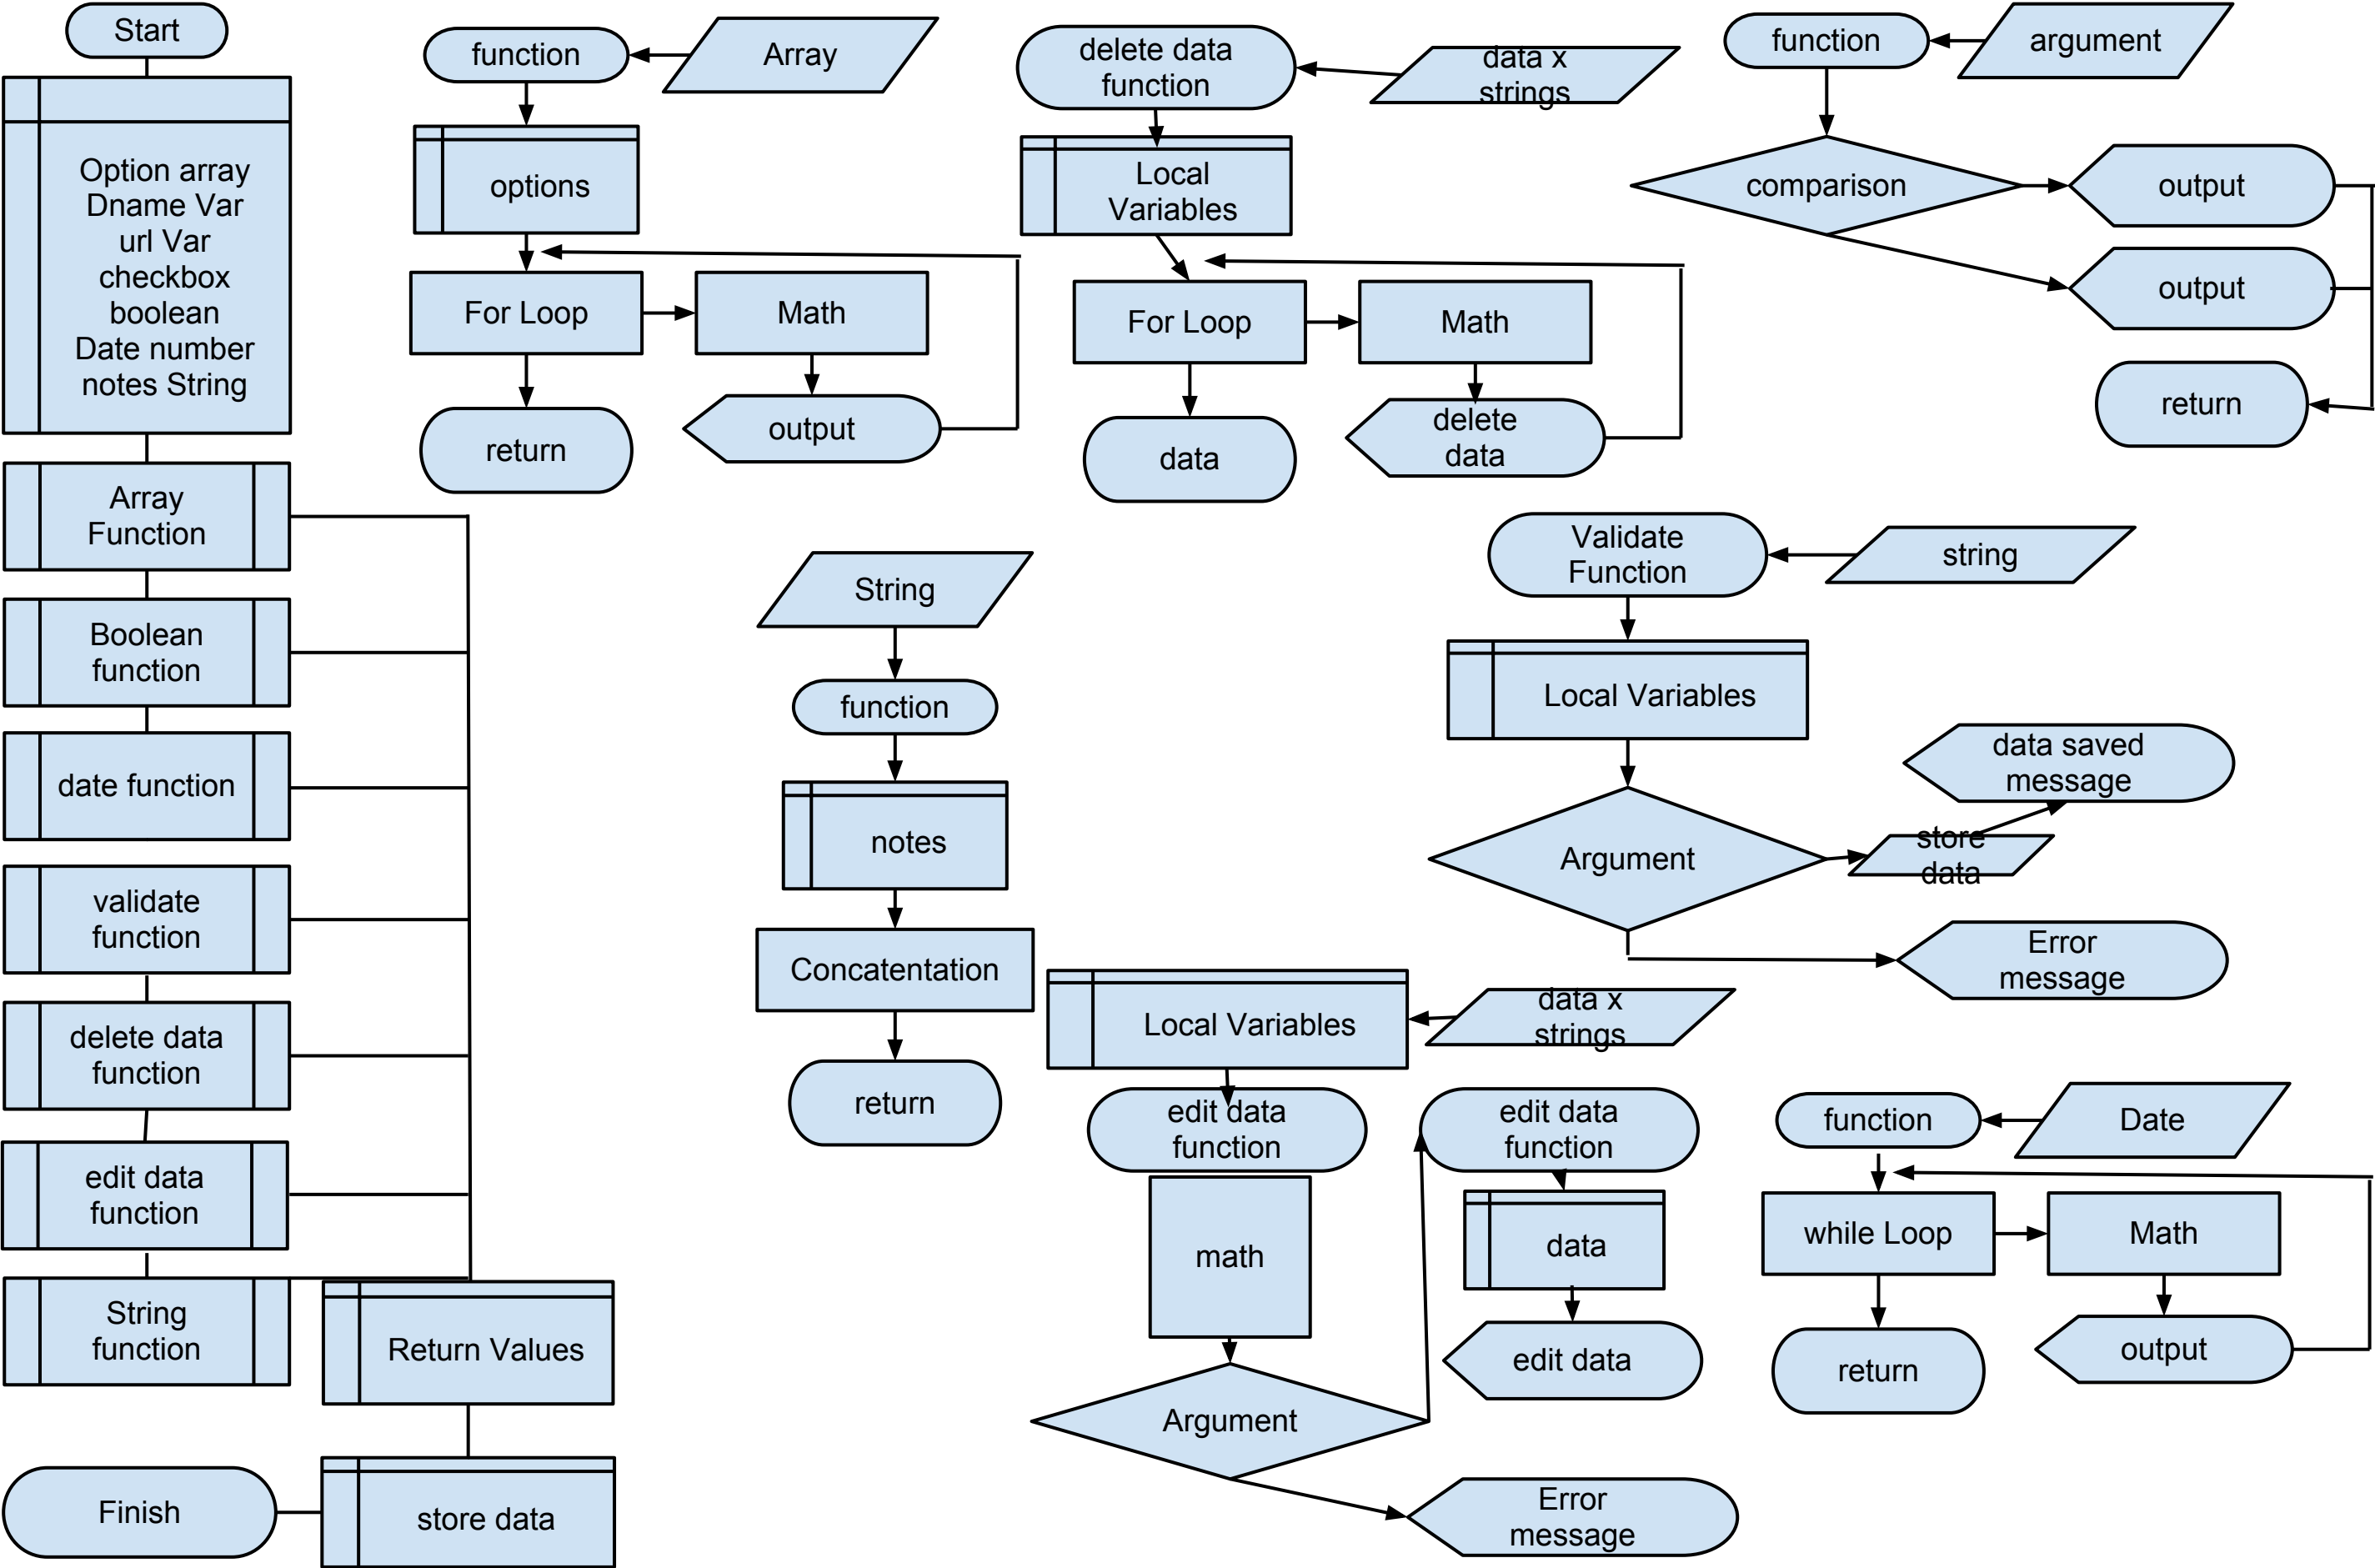 Start
Option array
Dname Var
url Var
checkbox
boolean
Date number
notes String
Array
Function
Boolean
function
date function
validate
function
delete data
function
edit data
function
String
function
Return Values
store data
Finish
function
Array
options
For Loop
Math
return
output
delete data
function
data x
strings
Local
Variables
For Loop
Math
data
delete
data
function
argument
comparison
output
output
return
String
function
notes
Concatentation
return
Validate
Function
string
Local Variables
data saved
message
Argument
store
data
Error
message
Local Variables
data x
strings
edit data
function
math
Argument
Error
message
edit data
function
data
edit data
function
Date
while Loop
Math
return
output